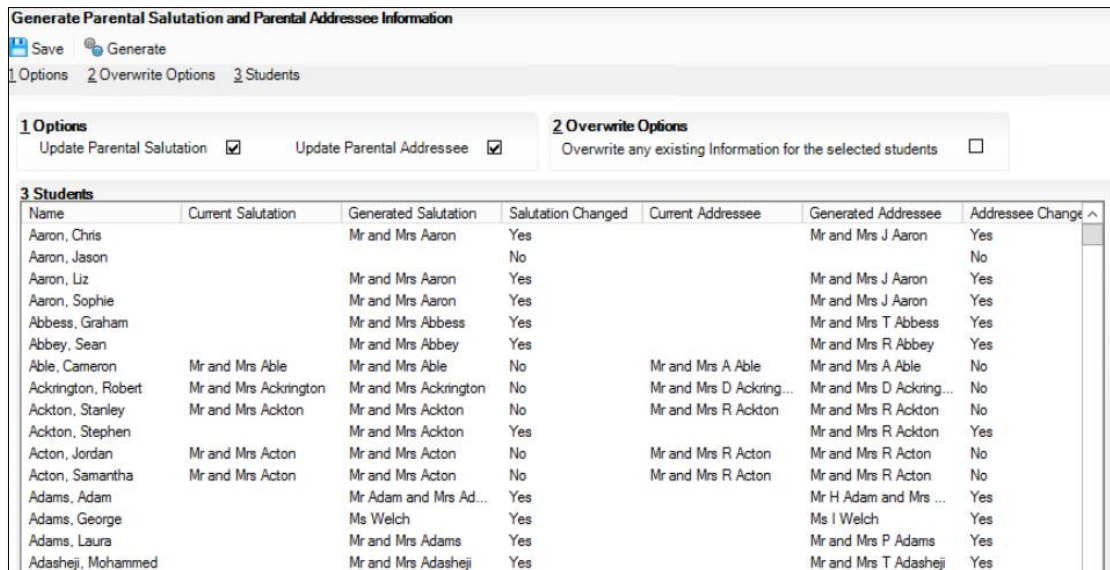 Generate Parental Salutation and Parental Addressee Information
Save Generate
1 Options 2 Overwrite Options 3 Students
1 Options 2 Overwrite Options
Update Parental Salutation Update Parental Addressee Overwrite any existing Information for the selected students
3 Students
Name Current Salutation Generated Salutation Salutation Changed Current Addressee Generated Addressee Addressee Change
Aaron, Chris Mr and Mrs Aaron Yes Mr and Mrs J Aaron Yes
Aaron, Jason No No
Aaron, Liz Mr and Mrs Aaron Yes Mr and Mrs J Aaron Yes
Aaron, Sophie Mr and Mrs Aaron Yes Mr and Mrs J Aaron Yes
Abbess, Graham Mr and Mrs Abbess Yes Mr and Mrs T Abbess Yes
Abbey, Sean Mr and Mrs Abbey Yes Mr and Mrs R Abbey Yes
Able, Cameron Mr and Mrs Able Mr and Mrs Able No Mr and Mrs A Able Mr and Mrs A Able No
Ackrington, Robert Mr and Mrs Ackrington Mr and Mrs Ackrington No Mr and Mrs D Ackring... Mr and Mrs D Ackring... No
Ackton, Stanley Mr and Mrs Ackton Mr and Mrs Ackton No Mr and Mrs R Ackton Mr and Mrs R Ackton No
Ackton, Stephen Mr and Mrs Ackton Yes Mr and Mrs R Ackton Yes
Acton, Jordan Mr and Mrs Acton Mr and Mrs Acton No Mr and Mrs R Acton Mr and Mrs R Acton No
Acton, Samantha Mr and Mrs Acton Mr and Mrs Acton No Mr and Mrs R Acton Mr and Mrs R Acton No
Adams, Adam Mr Adam and Mrs Ad... Yes Mr H Adam and Mrs ... Yes
Adams, George Ms Welch Yes Ms I Welch Yes
Adams, Laura Mr and Mrs Adams Yes Mr and Mrs P Adams Yes
Adasheji, Mohammed Mr and Mrs Adasheji Yes Mr and Mrs T Adasheji Yes